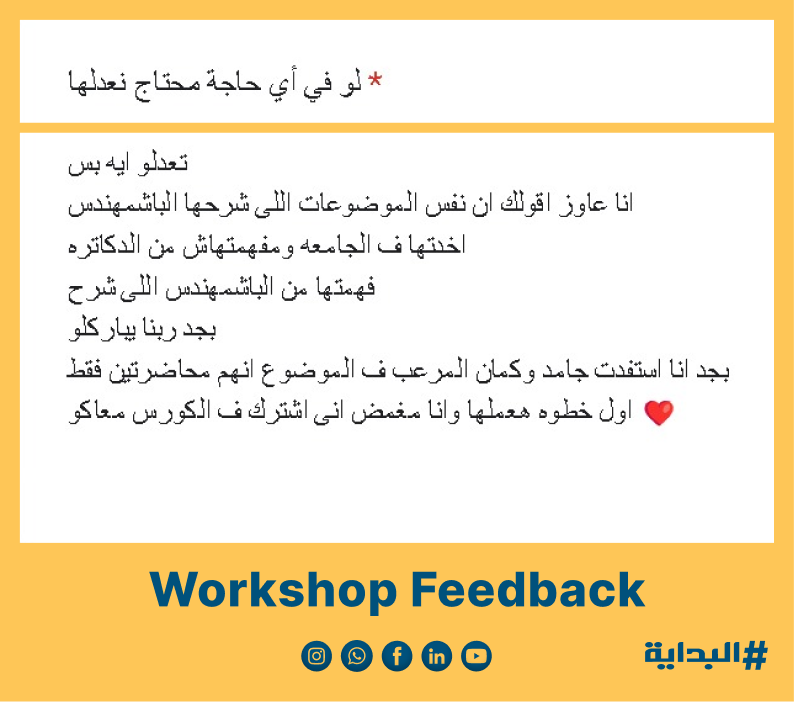 لو في أي حاجة محتاج نعدلها *
تعدلو ايه بس
انا عاوز اقولك ان نفس الموضوعات اللى شرحها الباشمهندس
اخدتها ف الجامعه ومفهمتهاش من الدكاتره
فهمتها من الباشمهندس اللى شرح
بجد ربنا يباركلو
بجد انا استفدت جامد وكمان المرعب ف الموضوع انهم محاضرتين فقط
اول خطوه هعملها وانا مغمض انى اشترك ف الكورس معاكو ❤️
Workshop Feedback
#البداية